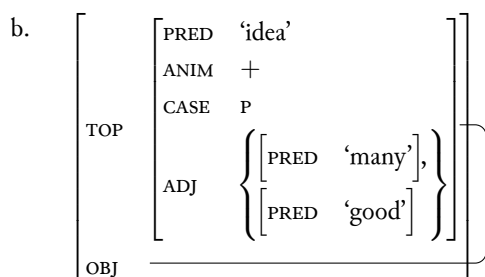 b.
PRED ‘idea’
ANIM +
CASE P
TOP
ADJ {[PRED ‘many’],
[PRED ‘good’]}
OBJ